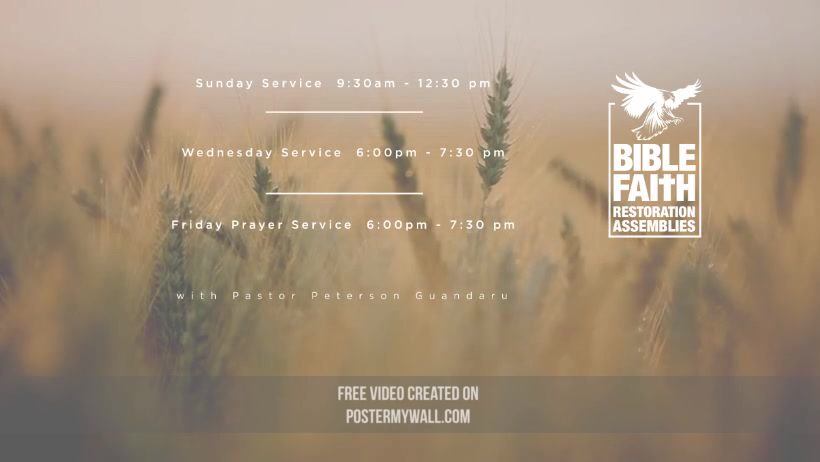 Sunday Service 9:30am - 12:30 pm
Wednesday Service 6:00pm - 7:30 pm
Friday Prayer Service 6:00pm - 7:30 pm
with Pastor Peterson Guandaru
BIBLE
FAITH
RESTORATION
ASSEMBLIES
FREE VIDEO CREATED ON
POSTERMYWALL.COM